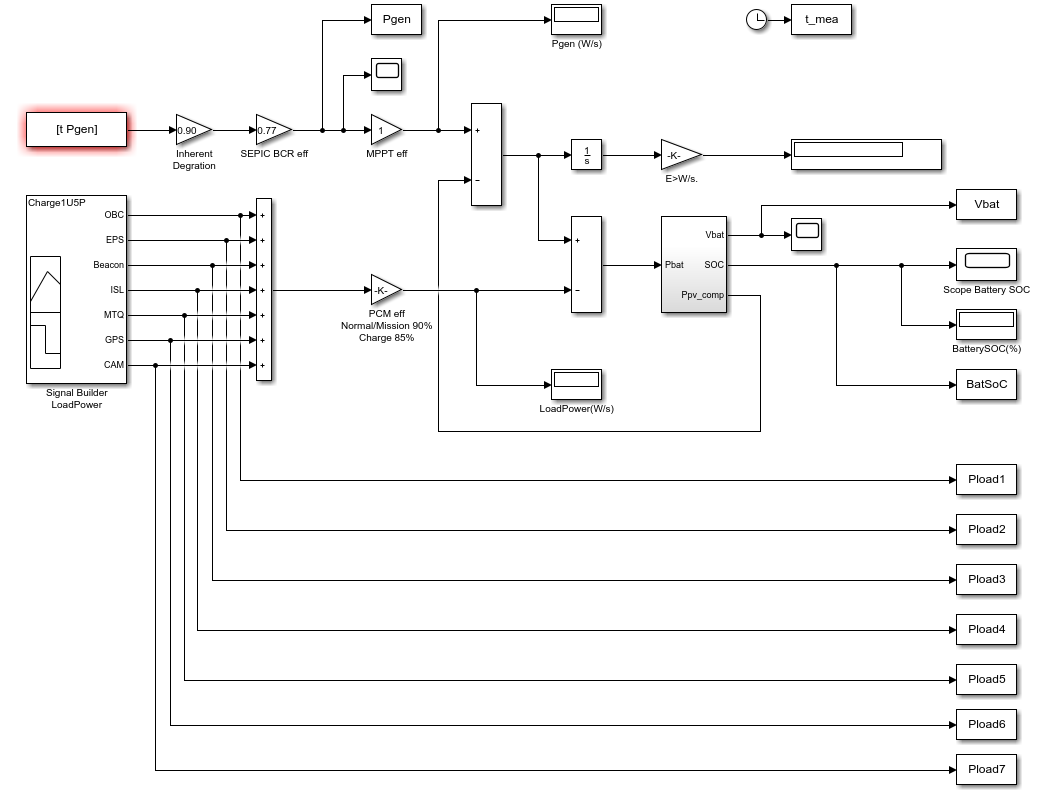 Pgen
Pgen (W/s)
t_mea
[t Pgen]
0.90
Inherent
Degration
0.77
SEPIC BCR eff
1
MPPT eff
+
−
1
s
-K-
E>W/s.
Charge1U5P
OBC
EPS
Beacon
ISL
MTQ
GPS
CAM
Signal Builder
LoadPower
+
+
+
+
+
+
+
-K-
PCM eff
Normal/Mission 90%
Charge 85%
+
−
Pbat
Vbat
SOC
Ppv_comp
LoadPower(W/s)
Vbat
Scope Battery SOC
BatterySOC(%)
BatSoC
Pload1
Pload2
Pload3
Pload4
Pload5
Pload6
Pload7